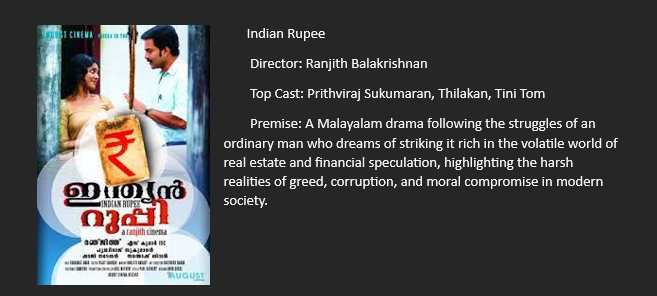 AUGUST CINEMA
Indian Rupee
Director: Ranjith Balakrishnan
Top Cast: Prithviraj Sukumaran, Thilakan, Tini Tom
Premise: A Malayalam drama following the struggles of an
ordinary man who dreams of striking it rich in the volatile world of
real estate and financial speculation, highlighting the harsh
realities of greed, corruption, and moral compromise in modern
society.
₹
ഇന്ത്യൻ
INDIAN RUPEE
റുപ്പി
a ranjith cinema
രഞ്ജിത്ത്
AUGUST